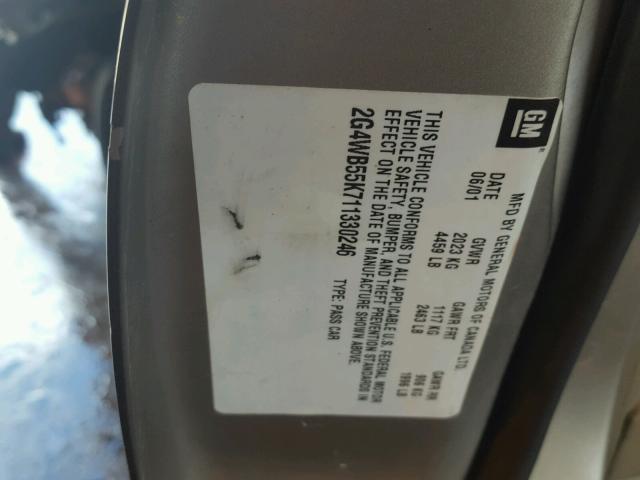 GM
MFD BY GENERAL MOTORS OF CANADA LTD.
DATE GVWR GAWR FRT GAWR RR
06/01 2023 KG 1117 KG 906 KG
4459 LB 2463 LB 1996 LB
THIS VEHICLE CONFORMS TO ALL APPLICABLE U.S. FEDERAL MOTOR
VEHICLE SAFETY, BUMPER, AND THEFT PREVENTION STANDARDS IN
EFFECT ON THE DATE OF MANUFACTURE SHOWN ABOVE.
2G4WB55K711330246 TYPE: PASS CAR